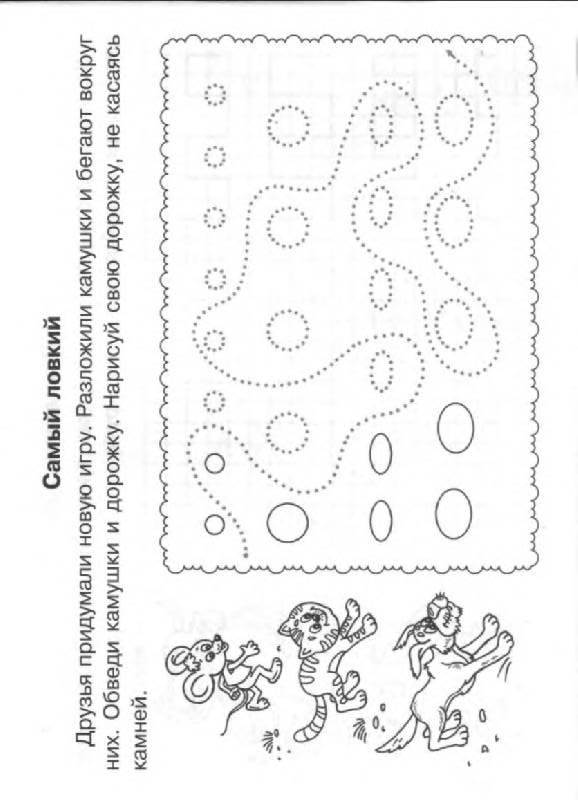 Самый ловкий
Друзья придумали новую игру. Разложили камушки и бегают вокруг
них. Обведи камушки и дорожку. Нарисуй свою дорожку, не касаясь
камней.